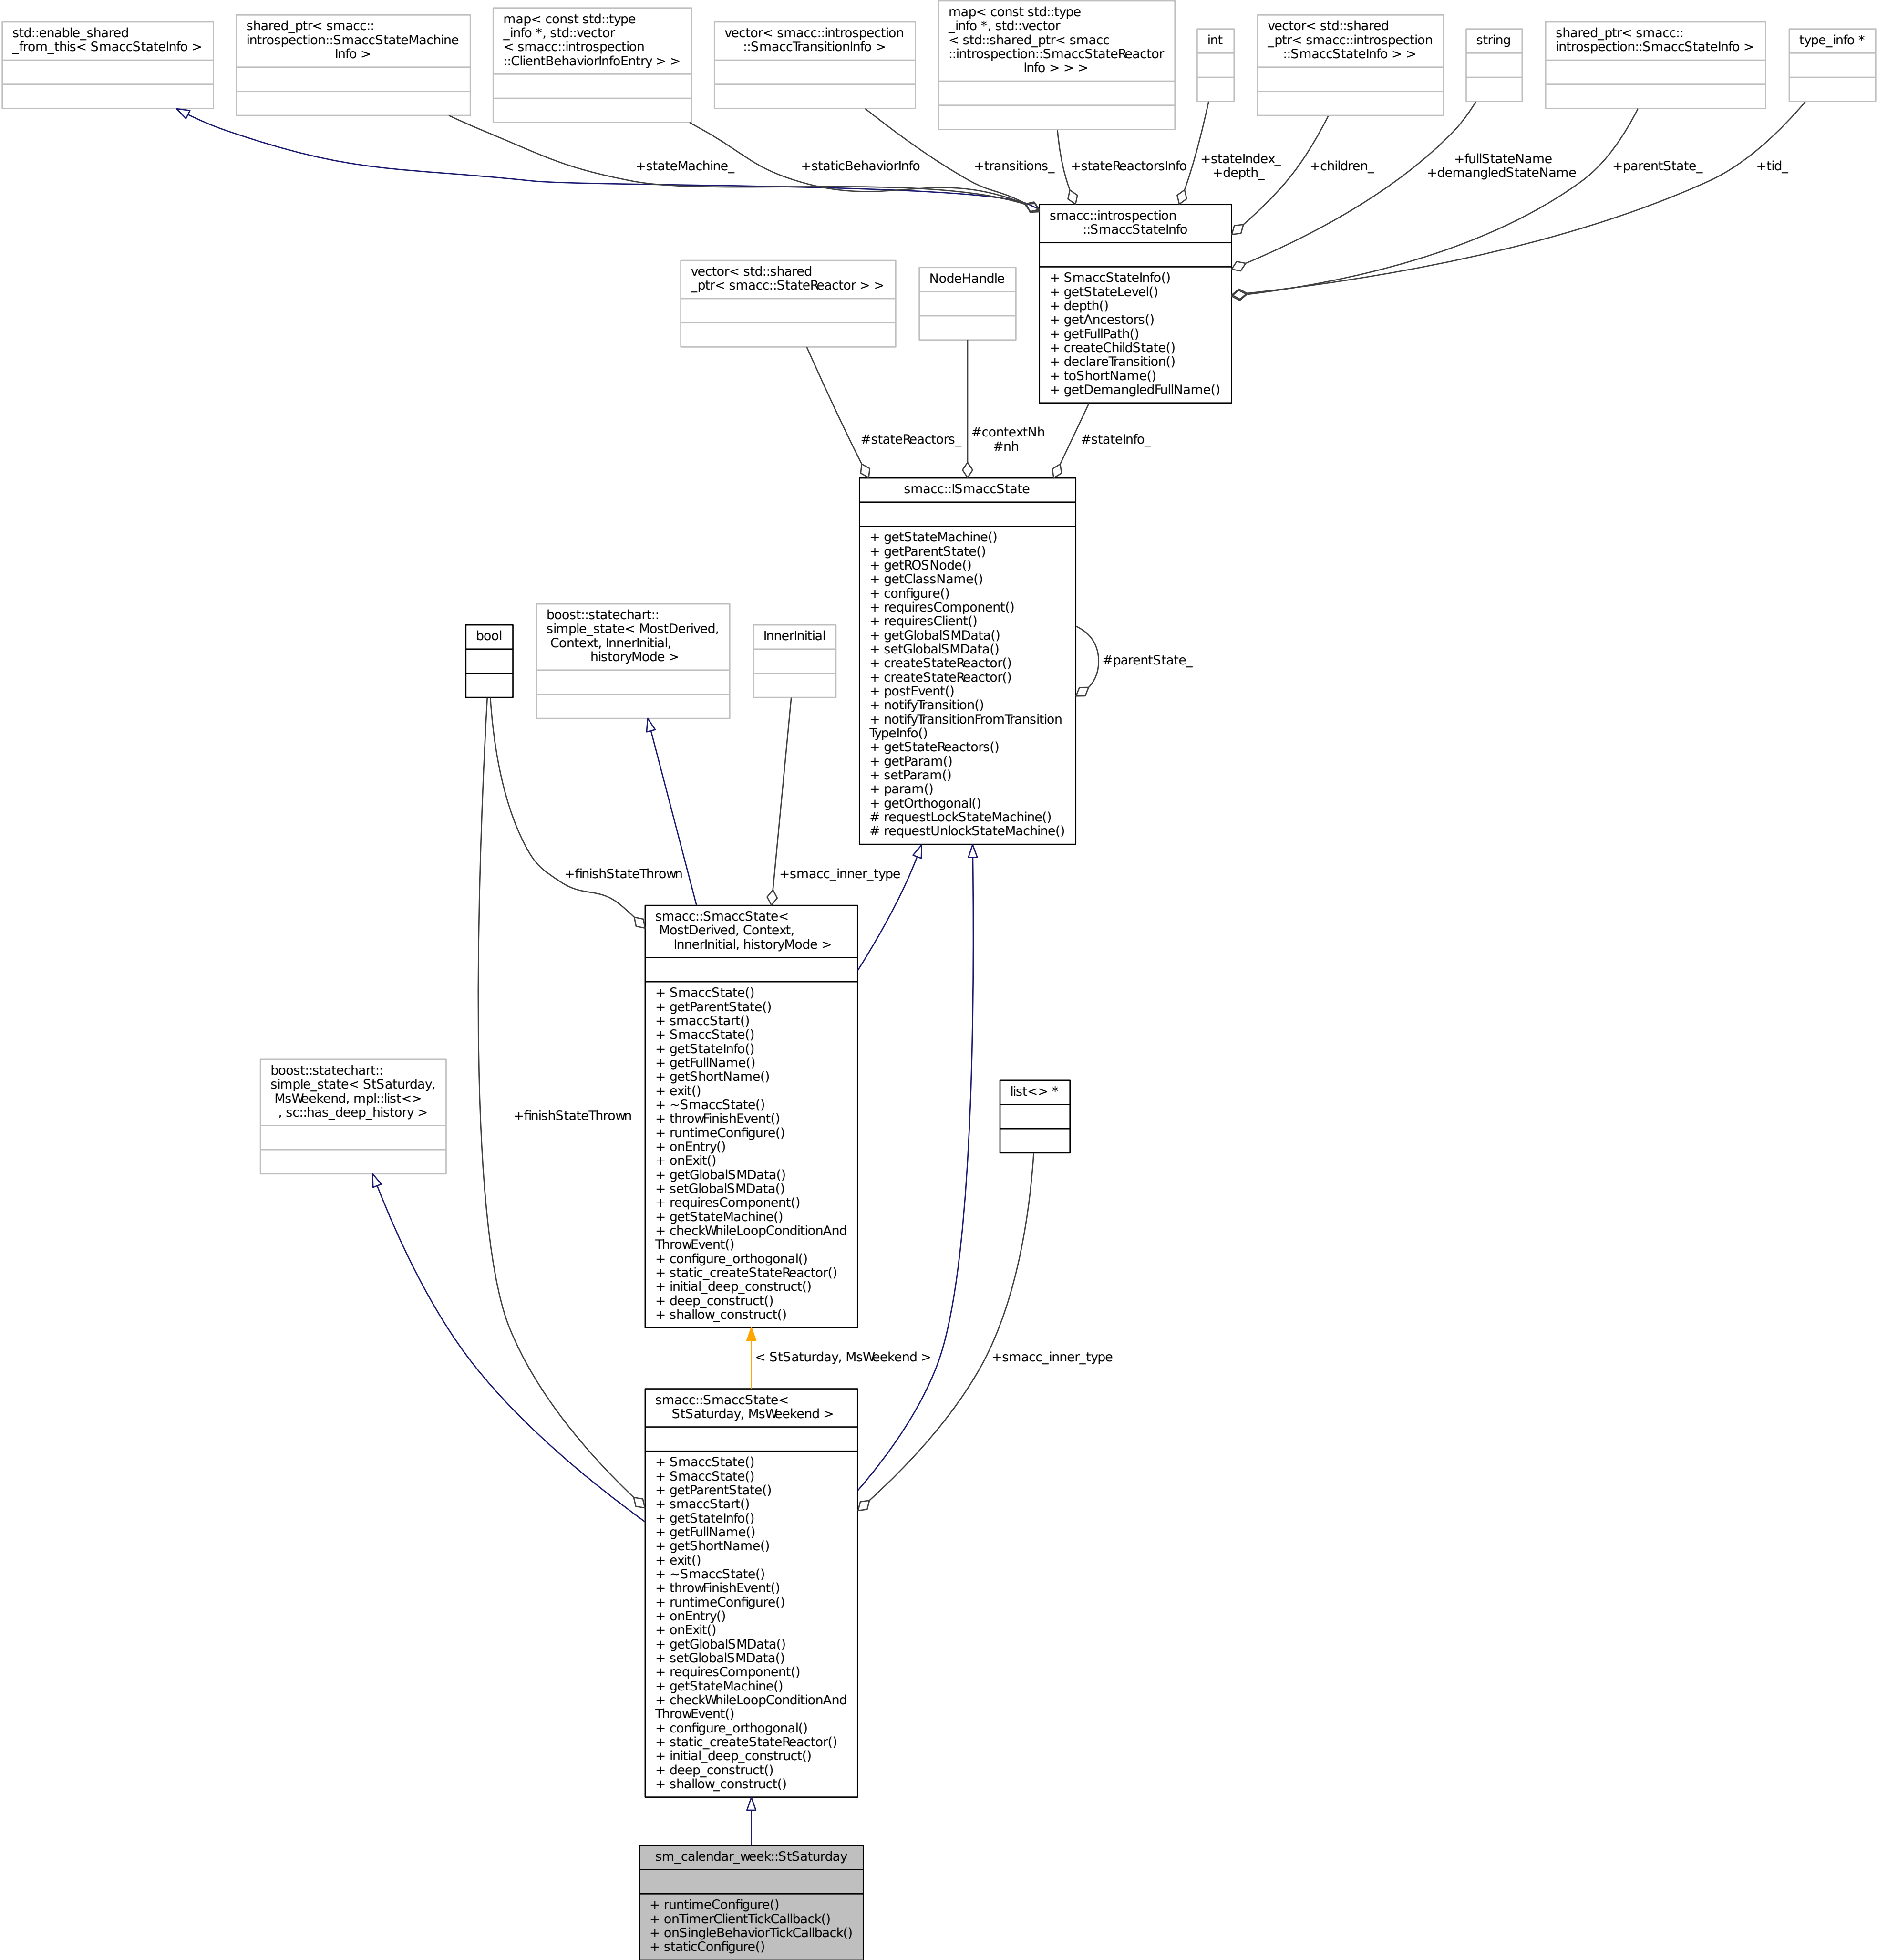 std::enable_shared
_from_this< SmaccStateInfo >
shared_ptr< smacc::
introspection::SmaccStateMachine
Info >
map< const std::type
_info *, std::vector
< smacc::introspection
::ClientBehaviorInfoEntry > >
vector< smacc::introspection
::SmaccTransitionInfo >
map< const std::type
_info *, std::vector
< std::shared_ptr< smacc
::introspection::SmaccStateReactor
Info > > >
int
vector< std::shared
_ptr< smacc::introspection
::SmaccStateInfo > >
string
shared_ptr< smacc::
introspection::SmaccStateInfo >
type_info *
+stateMachine_
+staticBehaviorInfo
+transitions_
+stateReactorsInfo
+stateIndex_
+depth_
+children_
+fullStateName
+demangledStateName
+parentState_
+tid_
smacc::introspection
::SmaccStateInfo
+ SmaccStateInfo()
+ getStateLevel()
+ depth()
+ getAncestors()
+ getFullPath()
+ createChildState()
+ declareTransition()
+ toShortName()
+ getDemangledFullName()
vector< std::shared
_ptr< smacc::StateReactor > >
NodeHandle
#stateReactors_
#contextNh
#nh
#stateInfo_
smacc::ISmaccState
+ getStateMachine()
+ getParentState()
+ getROSNode()
+ getClassName()
+ configure()
+ requiresComponent()
+ requiresClient()
+ getGlobalSMData()
+ setGlobalSMData()
+ createStateReactor()
+ createStateReactor()
+ postEvent()
+ notifyTransition()
+ notifyTransitionFromTransition
TypeInfo()
+ getStateReactors()
+ getParam()
+ setParam()
+ param()
+ getOrthogonal()
# requestLockStateMachine()
# requestUnlockStateMachine()
#parentState_
bool
boost::statechart::
simple_state< MostDerived,
Context, InnerInitial,
historyMode >
InnerInitial
+finishStateThrown
+smacc_inner_type
smacc::SmaccState<
MostDerived, Context,
InnerInitial, historyMode >
+ SmaccState()
+ getParentState()
+ smaccStart()
+ SmaccState()
+ getStateInfo()
+ getFullName()
+ getShortName()
+ exit()
+ ~SmaccState()
+ throwFinishEvent()
+ runtimeConfigure()
+ onEntry()
+ onExit()
+ getGlobalSMData()
+ setGlobalSMData()
+ requiresComponent()
+ getStateMachine()
+ checkWhileLoopConditionAnd
ThrowEvent()
+ configure_orthogonal()
+ static_createStateReactor()
+ initial_deep_construct()
+ deep_construct()
+ shallow_construct()
boost::statechart::
simple_state< StSaturday,
MsWeekend, mpl::list<>
, sc::has_deep_history >
+finishStateThrown
list<> *
< StSaturday, MsWeekend >
+smacc_inner_type
smacc::SmaccState<
StSaturday, MsWeekend >
+ SmaccState()
+ SmaccState()
+ getParentState()
+ smaccStart()
+ getStateInfo()
+ getFullName()
+ getShortName()
+ exit()
+ ~SmaccState()
+ throwFinishEvent()
+ runtimeConfigure()
+ onEntry()
+ onExit()
+ getGlobalSMData()
+ setGlobalSMData()
+ requiresComponent()
+ getStateMachine()
+ checkWhileLoopConditionAnd
ThrowEvent()
+ configure_orthogonal()
+ static_createStateReactor()
+ initial_deep_construct()
+ deep_construct()
+ shallow_construct()
sm_calendar_week::StSaturday
+ runtimeConfigure()
+ onTimerClientTickCallback()
+ onSingleBehaviorTickCallback()
+ staticConfigure()